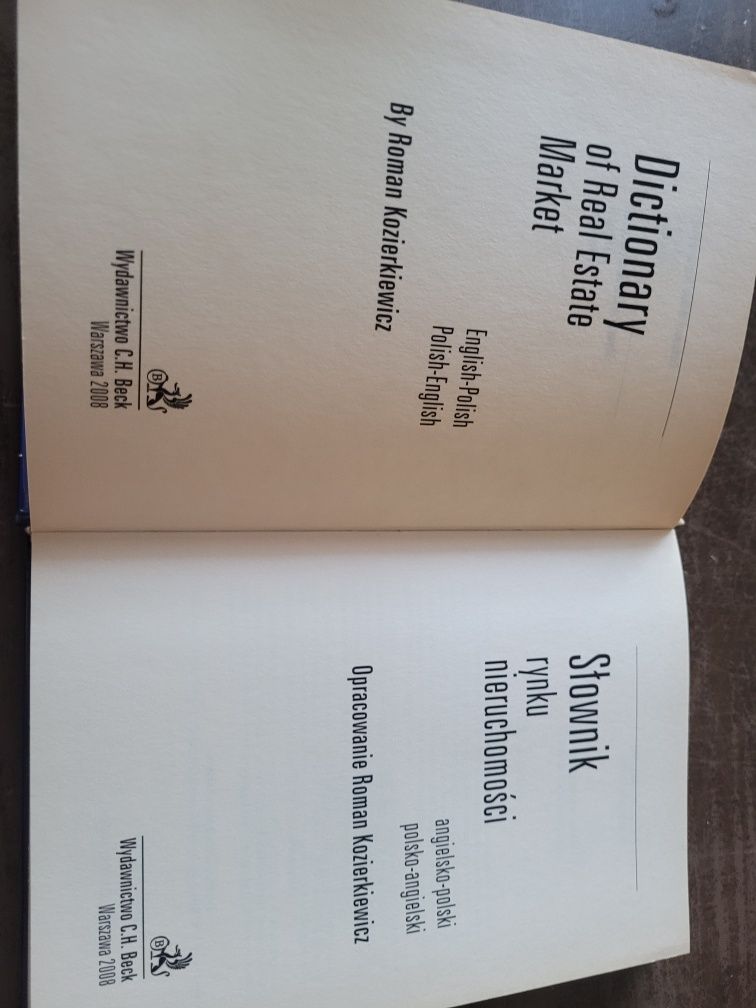 Dictionary
of Real Estate
Market
English-Polish
Polish-English
By Roman Kozierkiewicz
B
Wydawnictwo C.H. Beck
Warszawa 2008
Słownik
rynku
nieruchomości
angielsko-polski
polsko-angielski
Opracowanie Roman Kozierkiewicz
B
Wydawnictwo C.H. Beck
Warszawa 2008